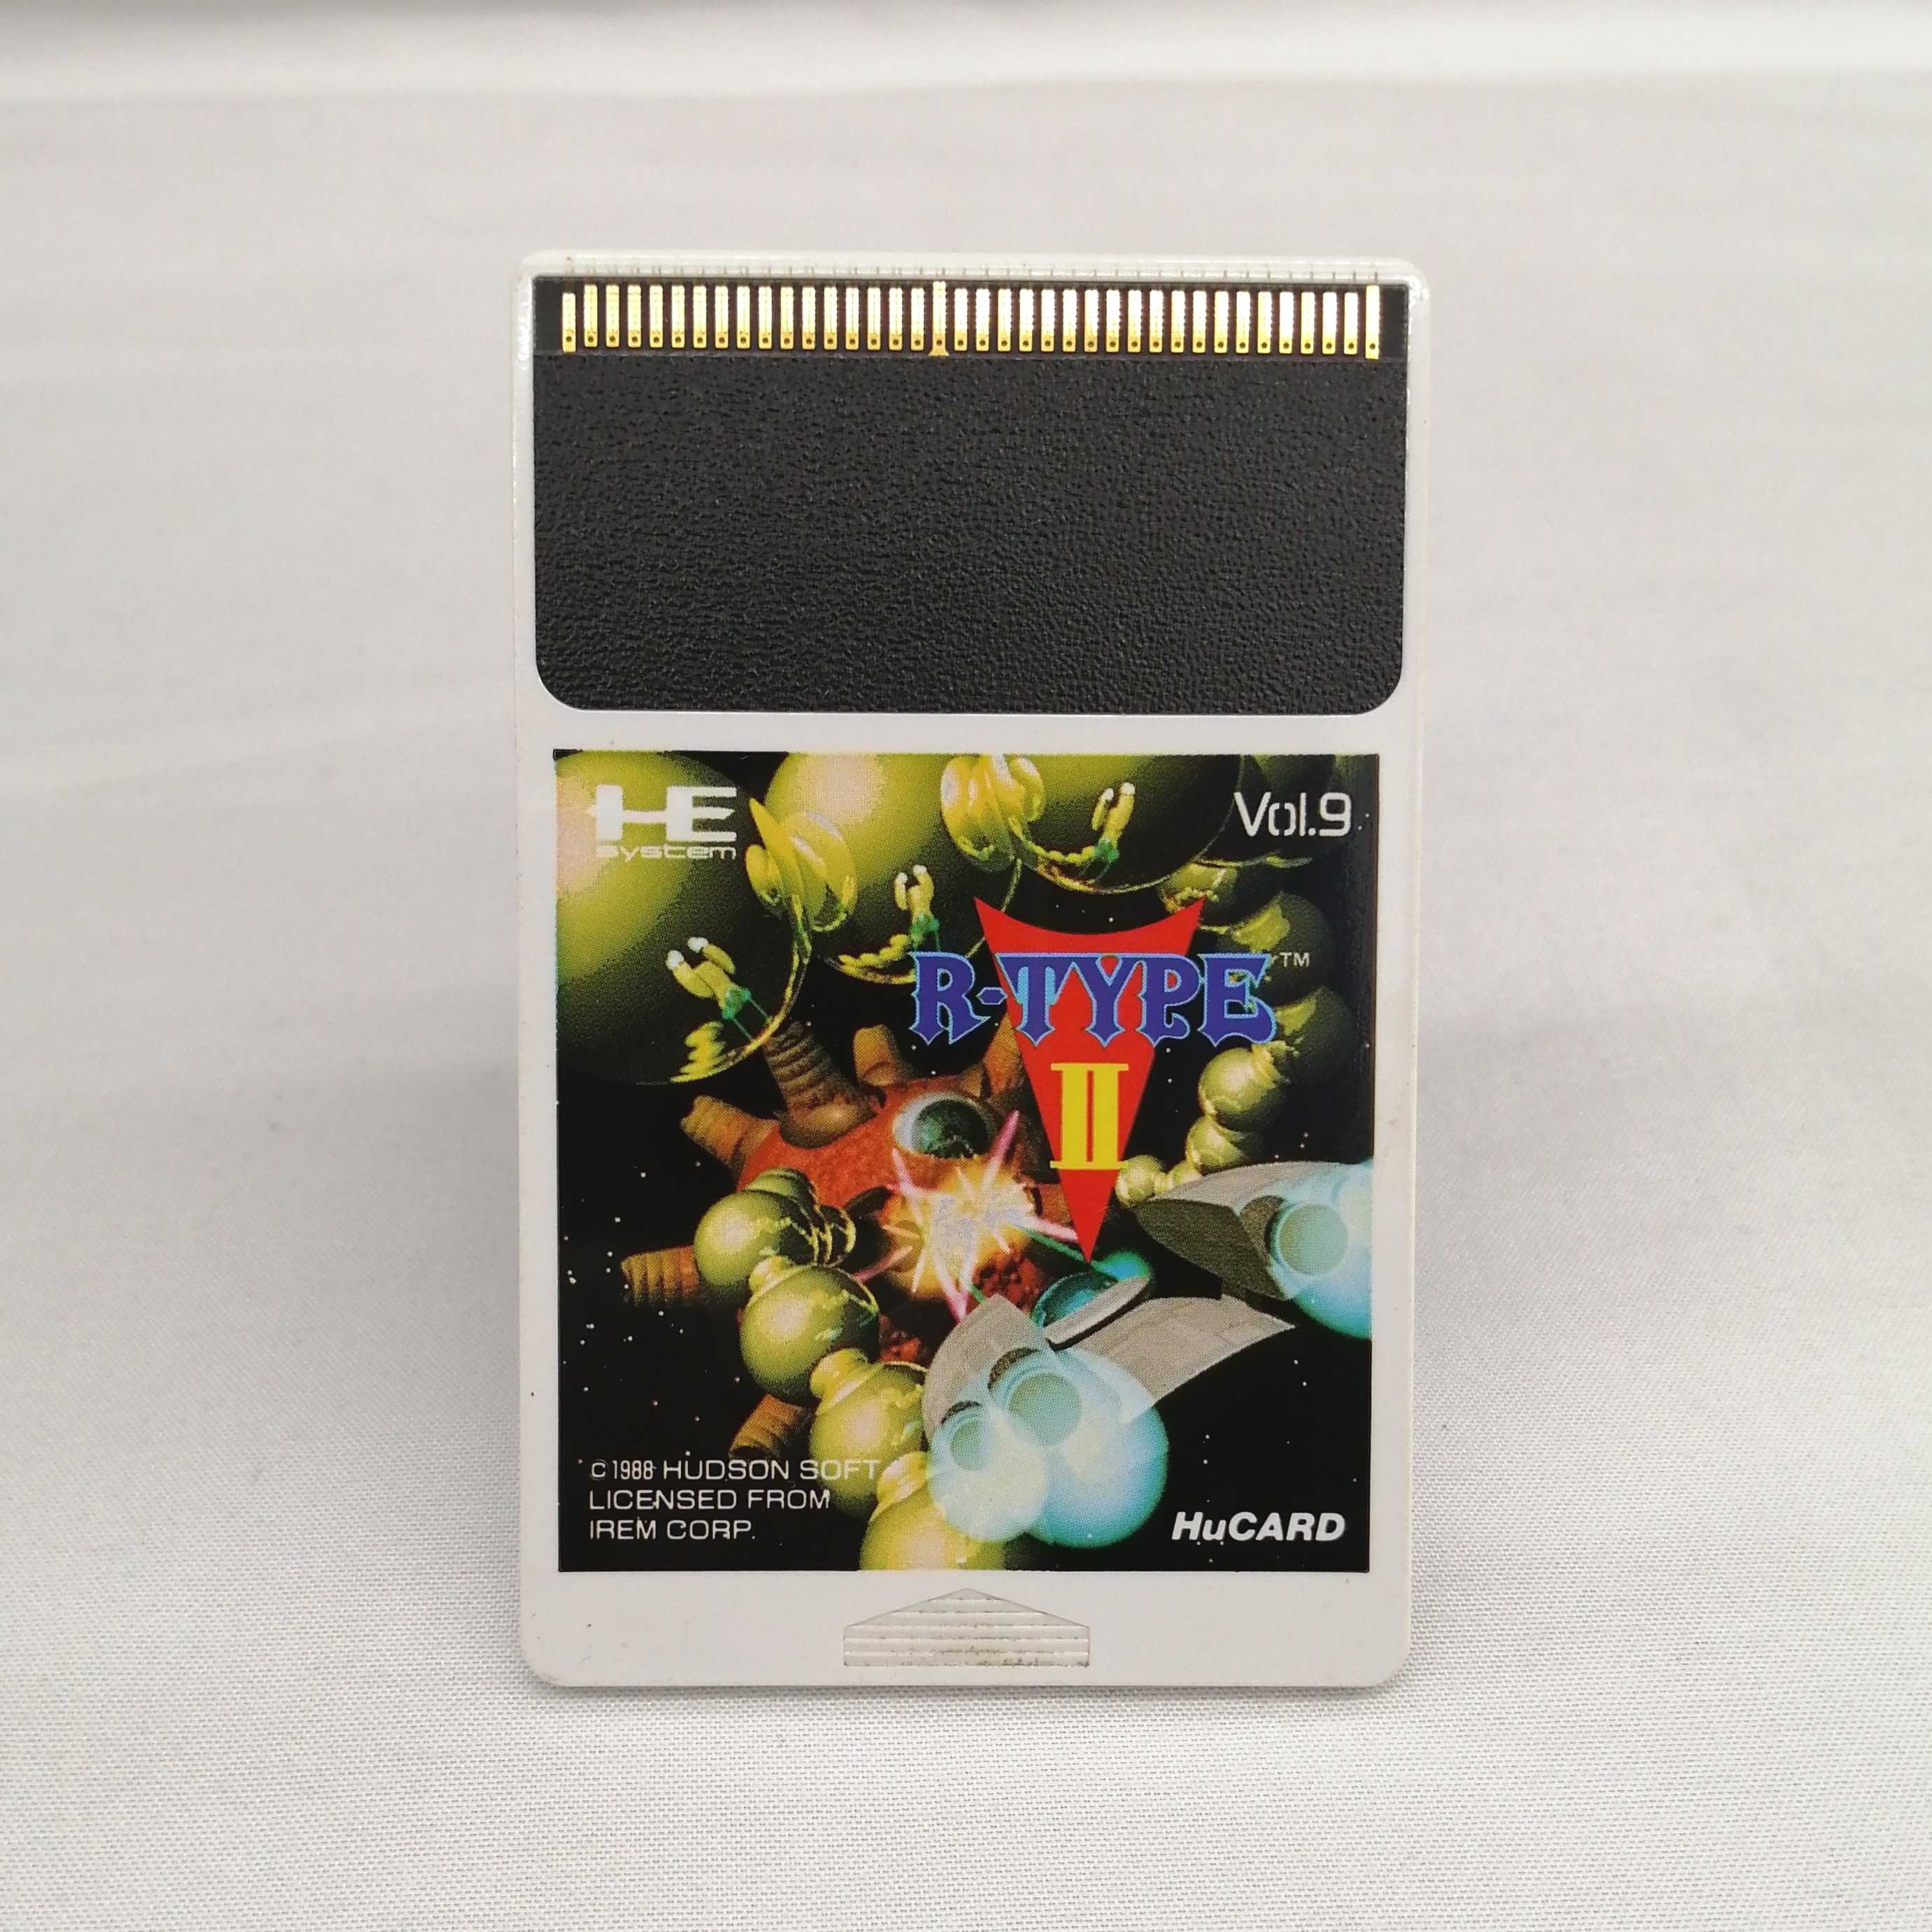 HE
system
Vol.9
R-TYPE™
II
© 1988 HUDSON SOFT
LICENSED FROM
IREM CORP.
HuCARD